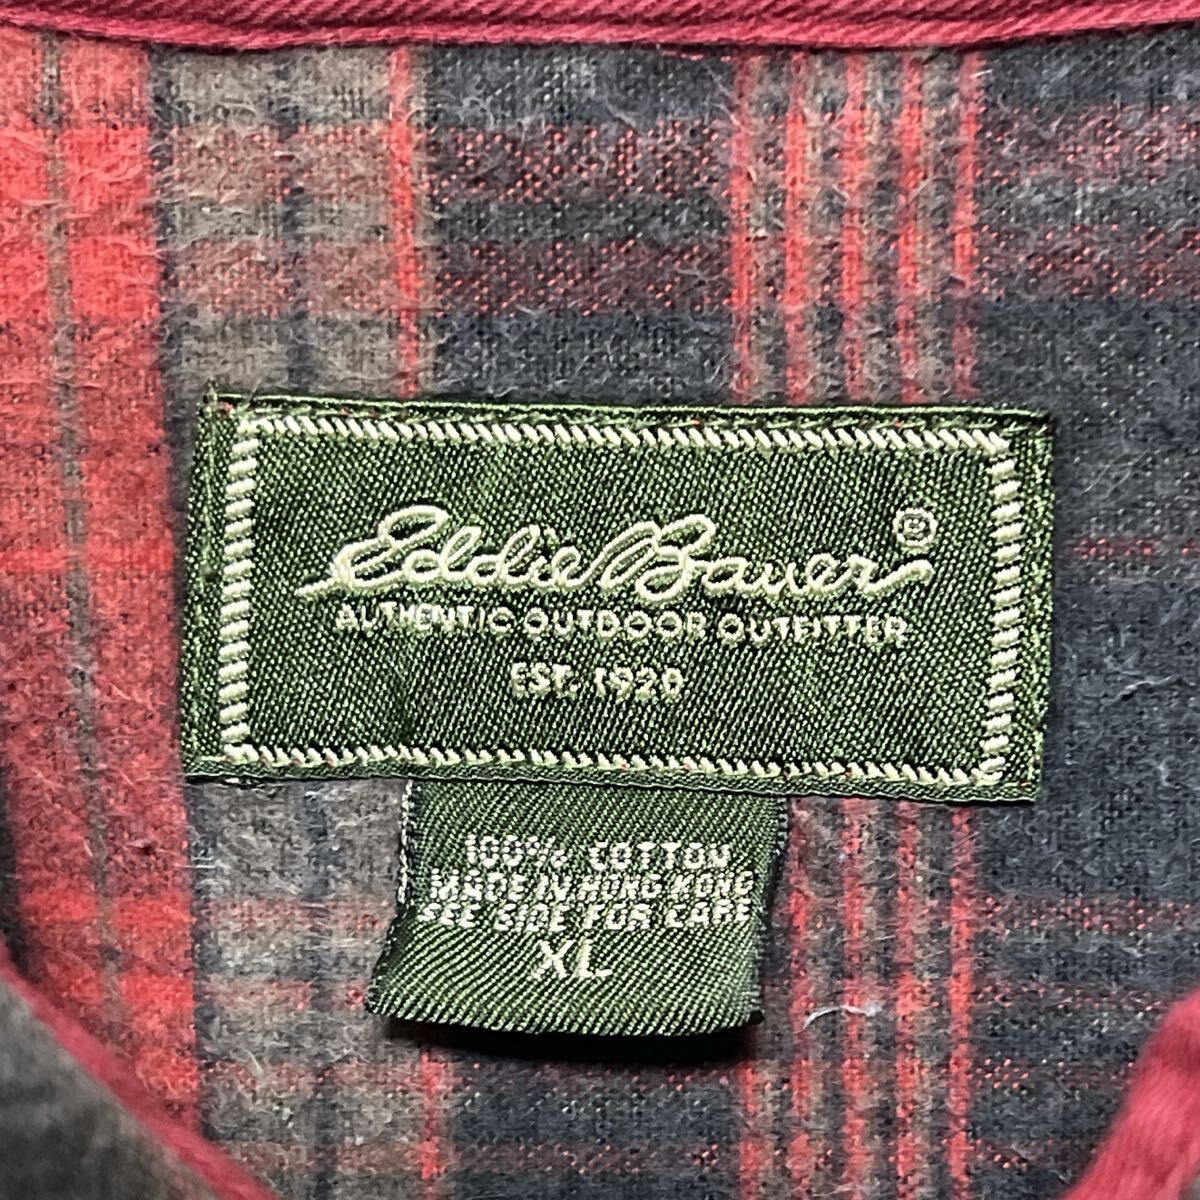 Eddie Bauer®
AUTHENTIC OUTDOOR OUTFITTER
EST. 1920
100% COTTON
MADE IN HONG KONG
SEE SIDE FOR CARE
XL